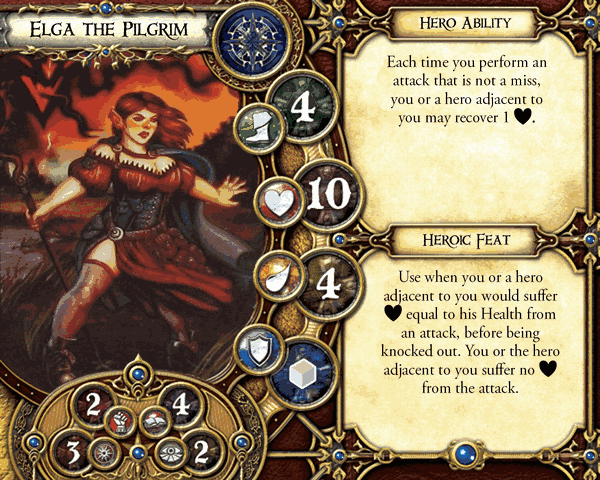 Elga the Pilgrim
4
10
4
2
4
3
2
Hero Ability
Each time you perform an
attack that is not a miss,
you or a hero adjacent to
you may recover 1 ♥.
Heroic Feat
Use when you or a hero
adjacent to you would suffer
♥ equal to his Health from
an attack, before being
knocked out. You or the hero
adjacent to you suffer no ♥
from the attack.